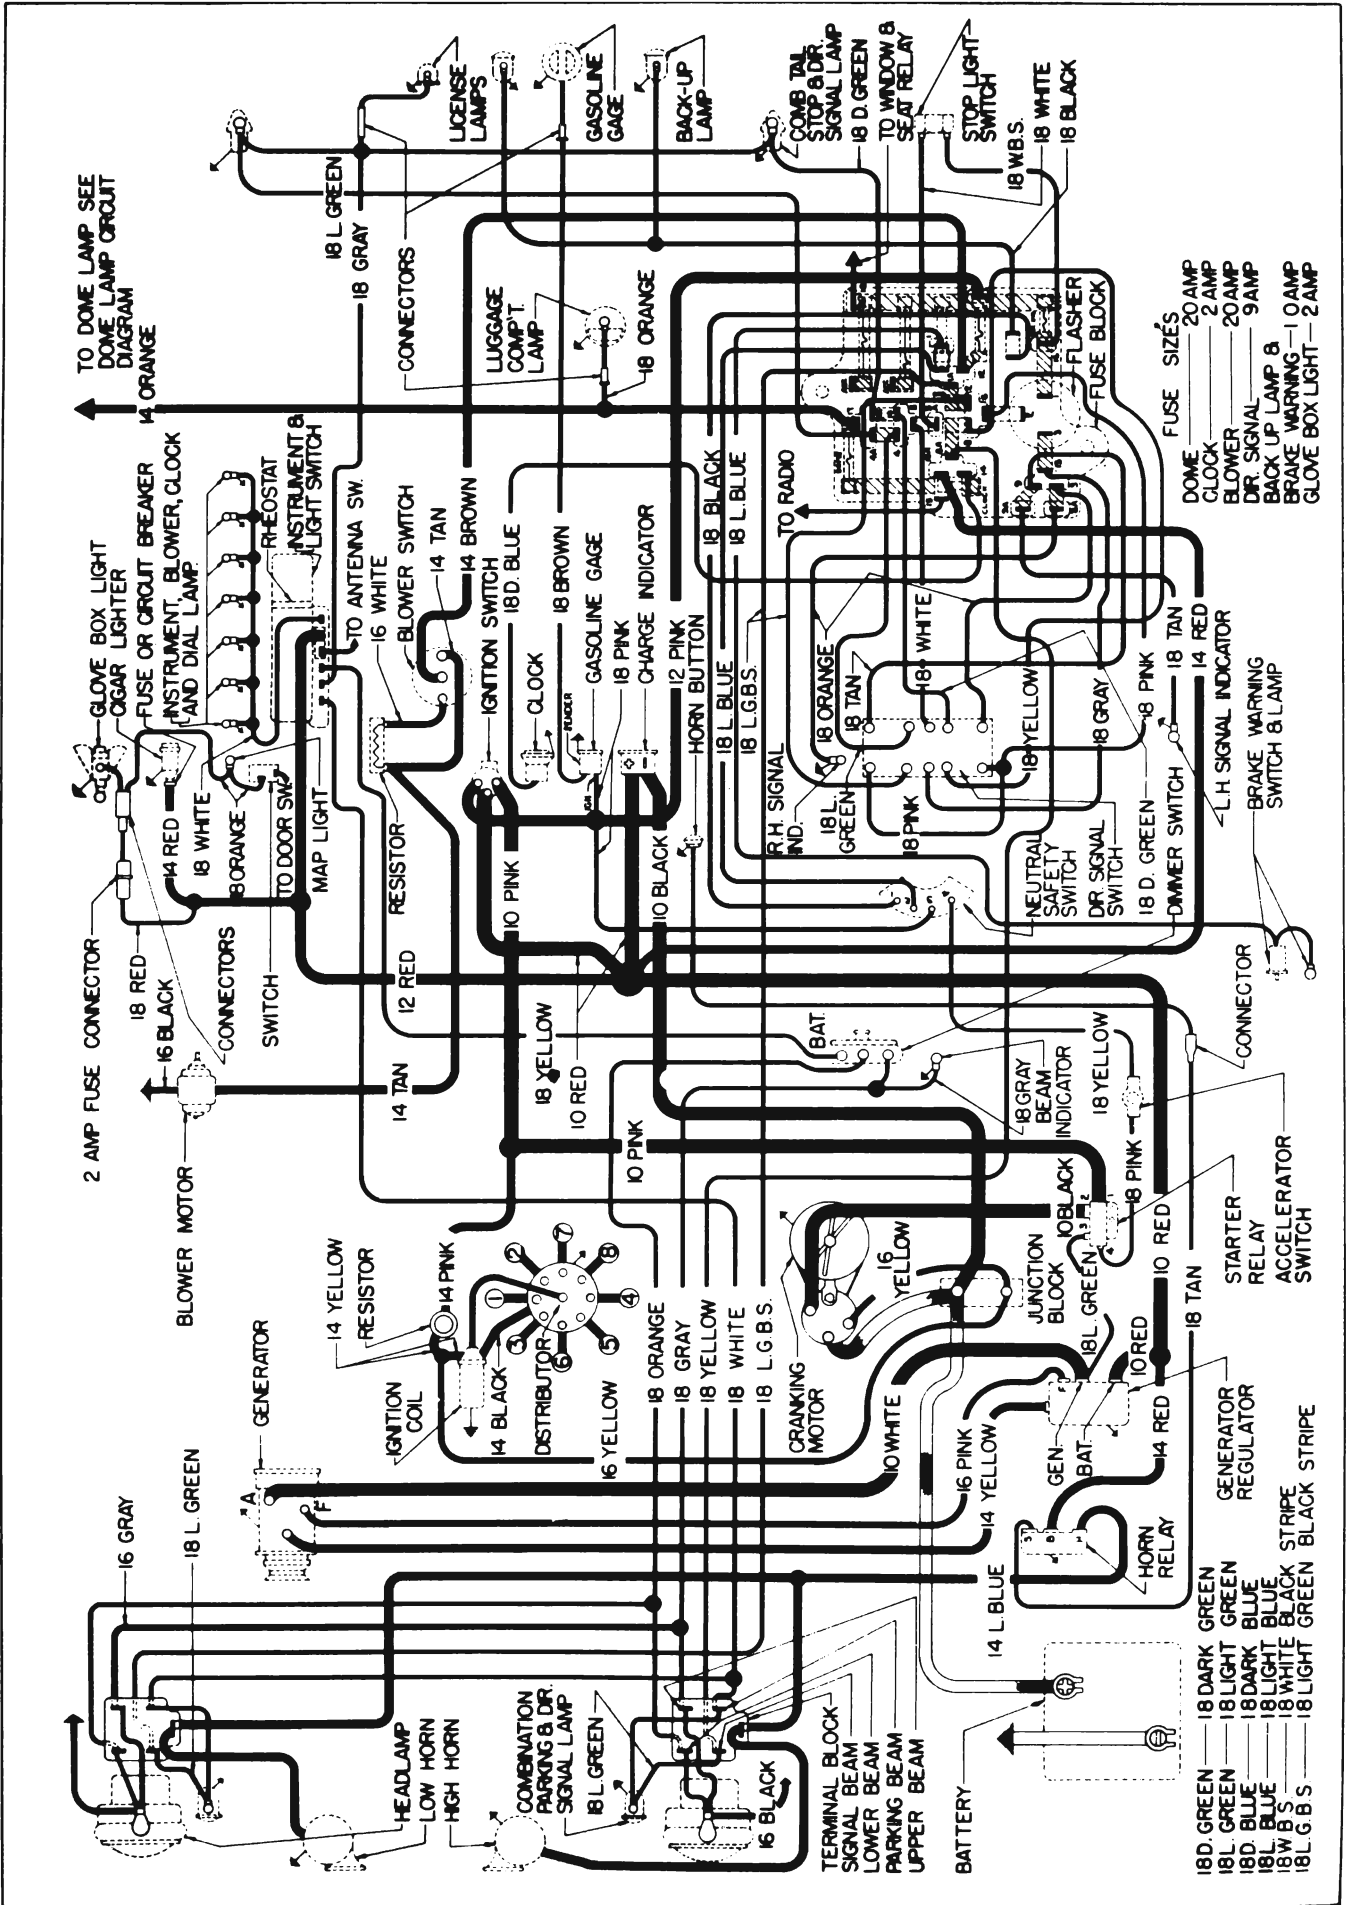 TO DOME LAMP SEE
DOME LAMP CIRCUIT
DIAGRAM
14 ORANGE
18 L. GREEN
18 GRAY
CONNECTORS
LICENSE
LAMPS
GASOLINE
GAGE
BACK-UP
LAMP
COMB TAIL
STOP & DIR.
SIGNAL LAMP
18 D. GREEN
TO WINDOW &
SEAT RELAY
STOP LIGHT
SWITCH
18 W.B.S.
18 WHITE
18 BLACK
LUGGAGE
COMP'T.
LAMP
18 ORANGE
FLASHER
FUSE BLOCK
FUSE SIZES
DOME 20 AMP
CLOCK 2 AMP
BLOWER 20 AMP
DIR. SIGNAL 9 AMP
BACK UP LAMP &
BRAKE WARNING 10 AMP
GLOVE BOX LIGHT 2 AMP
GLOVE BOX LIGHT
CIGAR LIGHTER
FUSE OR CIRCUIT BREAKER
INSTRUMENT, BLOWER, CLOCK
AND DIAL LAMP
RHEOSTAT
INSTRUMENT &
LIGHT SWITCH
TO ANTENNA SW.
16 WHITE
BLOWER SWITCH
14 TAN
14 BROWN
IGNITION SWITCH
18 D. BLUE
CLOCK
18 BROWN
FENDER
GASOLINE GAGE
IGN
18 PINK
CHARGE INDICATOR
12 PINK
HORN BUTTON
18 BLACK
18 L. BLUE
18 L. BLUE
18 L.G.B.S.
TO RADIO
R.H. SIGNAL
IND.
18 ORANGE
18 TAN
18 L.
GREEN
18 WHITE
18 PINK
18 YELLOW
18 GRAY
18 PINK
18 TAN
14 RED
L.H. SIGNAL INDICATOR
BRAKE WARNING
SWITCH & LAMP
NEUTRAL
SAFETY
SWITCH
DIR. SIGNAL
SWITCH
18 D. GREEN
DIMMER SWITCH
2 AMP FUSE CONNECTOR
18 RED
16 BLACK
14 RED
18 WHITE
18 ORANGE
TO DOOR SW.
MAP LIGHT
CONNECTORS
SWITCH
RESISTOR
12 RED
14 TAN
10 PINK
10 BLACK
18 YELLOW
10 RED
10 PINK
BAT.
18 GRAY
BEAM
INDICATOR
18 YELLOW
CONNECTOR
18 PINK
10 BLACK
STARTER
RELAY
ACCELERATOR
SWITCH
10 RED
18 TAN
BLOWER MOTOR
GENERATOR
A
F
14 YELLOW
RESISTOR
14 PINK
IGNITION
COIL
14 BLACK
DISTRIBUTOR
1
2
3
4
5
6
7
8
16 YELLOW
18 ORANGE
18 GRAY
18 YELLOW
18 WHITE
18 L.G.B.S.
CRANKING
MOTOR
16
YELLOW
JUNCTION
BLOCK
18 L. GREEN
10 RED
10 WHITE
16 PINK
14 YELLOW
F
GEN.
BAT.
14 RED
GENERATOR
REGULATOR
S
B
H
HORN
RELAY
14 L. BLUE
16 GRAY
18 L. GREEN
HEADLAMP
LOW HORN
HIGH HORN
COMBINATION
PARKING & DIR.
SIGNAL LAMP
18 L. GREEN
16 BLACK
TERMINAL BLOCK
SIGNAL BEAM
LOWER BEAM
PARKING BEAM
UPPER BEAM
BATTERY
18 D. GREEN 18 DARK GREEN
18 L. GREEN 18 LIGHT GREEN
18 D. BLUE 18 DARK BLUE
18 L. BLUE 18 LIGHT BLUE
18 W.B.S. 18 WHITE BLACK STRIPE
18 L.G.B.S. 18 LIGHT GREEN BLACK STRIPE